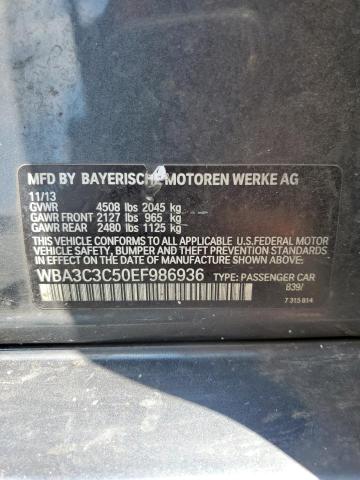 MFD BY BAYERISCHE MOTOREN WERKE AG
11/13
GVWR 4508 lbs 2045 kg
GAWR FRONT 2127 lbs 965 kg
GAWR REAR 2480 lbs 1125 kg
THIS VEHICLE CONFORMS TO ALL APPLICABLE
U.S. FEDERAL MOTOR VEHICLE SAFETY, BUMPER,
AND THEFT PREVENTION STANDARDS IN EFFECT ON
THE DATE OF MANUFACTURE SHOWN ABOVE.
WBA3C3C50EF986936 TYPE: PASSENGER CAR
B39/
7 315 814